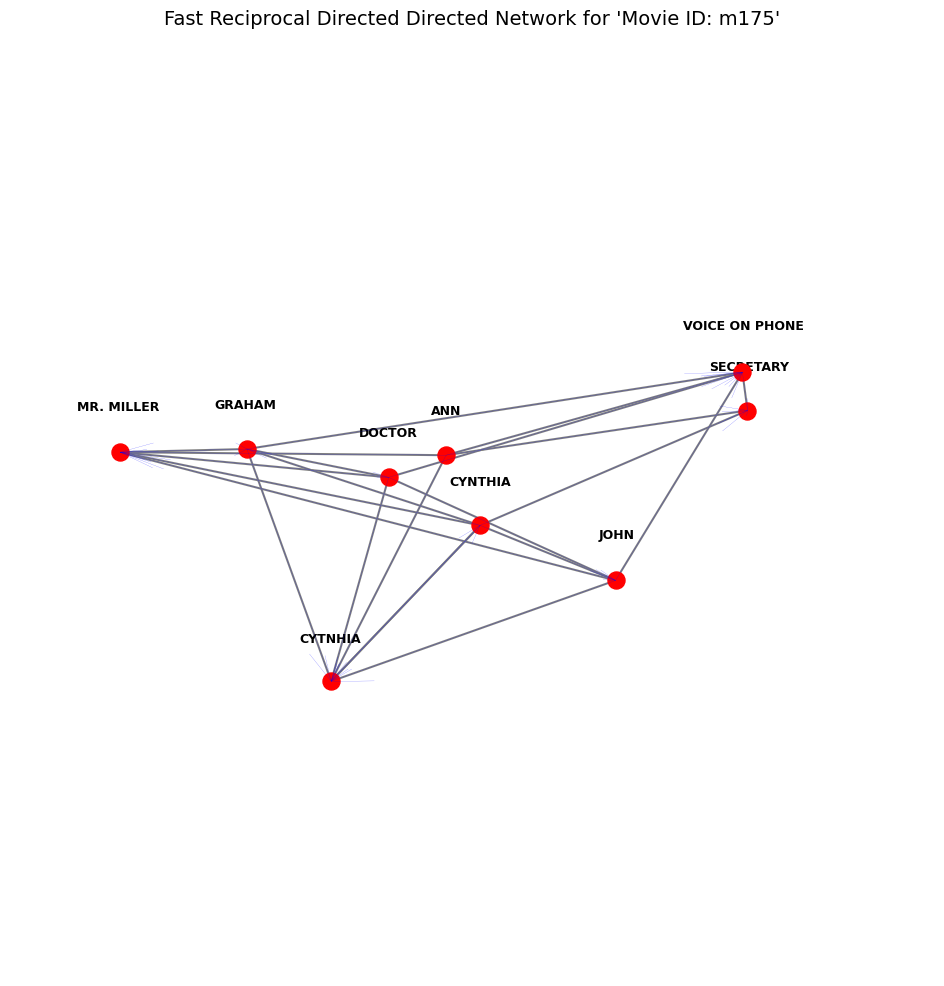 Fast Reciprocal Directed Directed Network for 'Movie ID: m175'
VOICE ON PHONE
SECRETARY
MR. MILLER
GRAHAM
ANN
DOCTOR
CYNTHIA
JOHN
CYTNHIA